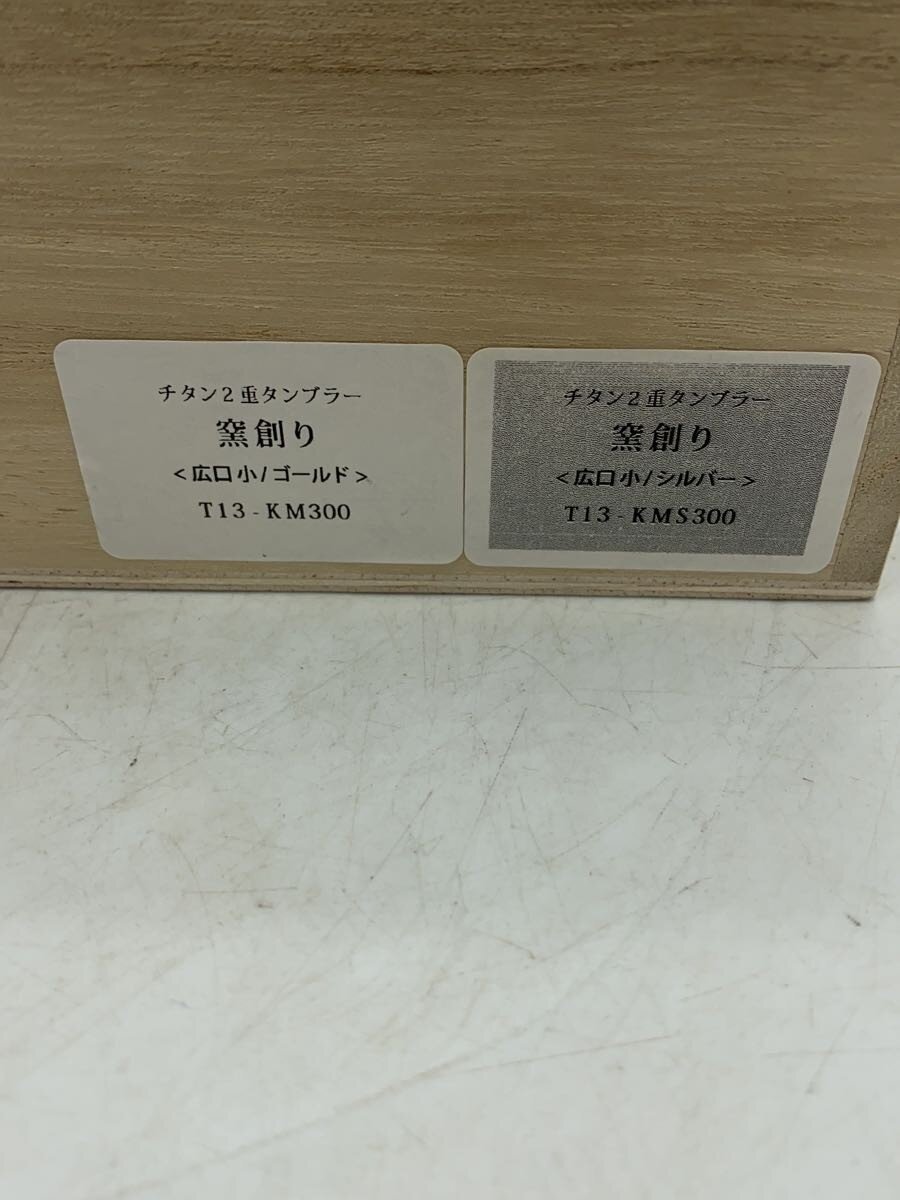 チタン2重タンブラー
窯創り
<広口小/ゴールド>
T13-KM300
チタン2重タンブラー
窯創り
<広口小/シルバー>
T13-KMS300